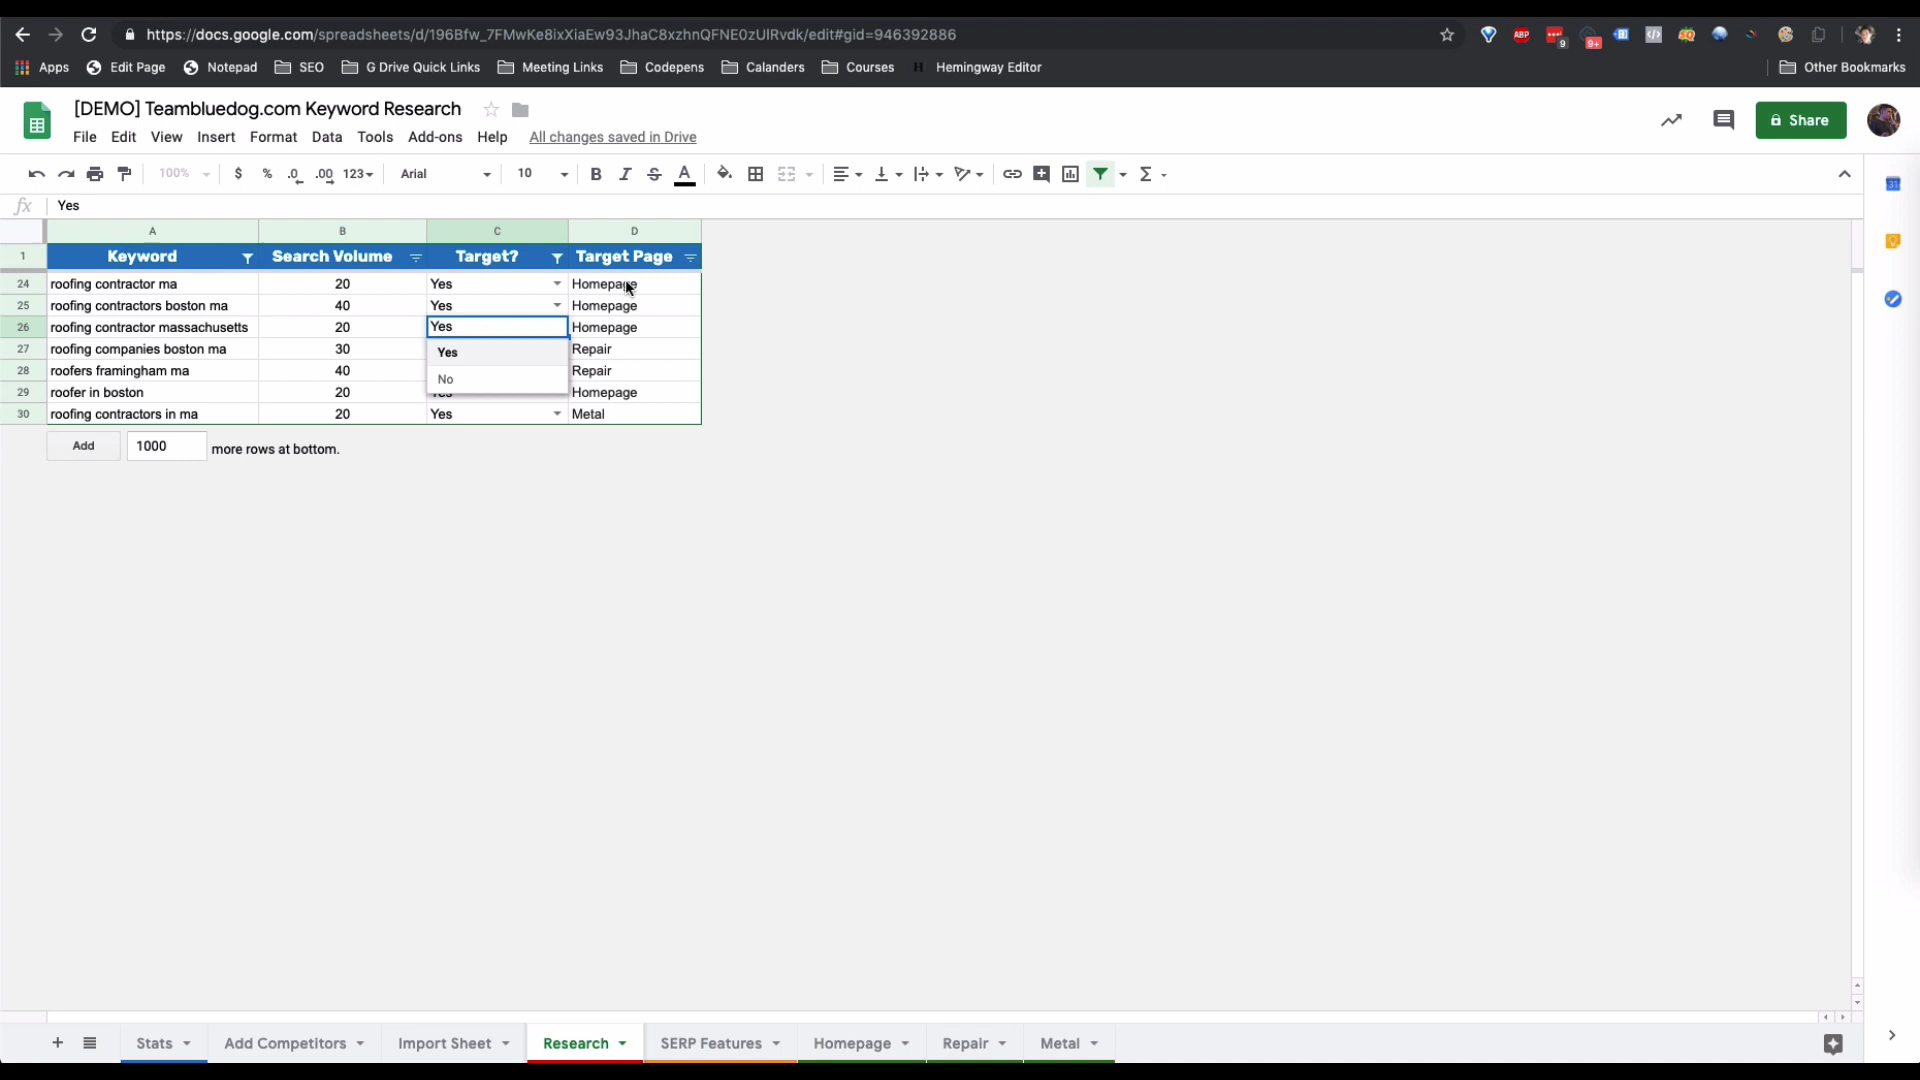 https://docs.google.com/spreadsheets/d/196Bfw_7FMwKe8ixXiaEw93JhaC8xzhnQFNE0zUlRvdk/edit#gid=946392886
ABP
9
9+
Apps
Edit Page
Notepad
SEO
G Drive Quick Links
Meeting Links
Codepens
Calanders
Courses
H Hemingway Editor
Other Bookmarks
[DEMO] Teambluedog.com Keyword Research
File Edit View Insert Format Data Tools Add-ons Help All changes saved in Drive
Share
100% $ % .0 .00 123 Arial 10 B I S A Σ
31
fx Yes
A B C D
1 Keyword Search Volume Target? Target Page
24 roofing contractor ma 20 Yes Homepage
25 roofing contractors boston ma 40 Yes Homepage
26 roofing contractor massachusetts 20 Yes Homepage
27 roofing companies boston ma 30 Repair
28 roofers framingham ma 40 Repair
29 roofer in boston 20 Yes Homepage
30 roofing contractors in ma 20 Yes Metal
Yes
No
Add 1000 more rows at bottom.
+ Stats Add Competitors Import Sheet Research SERP Features Homepage Repair Metal